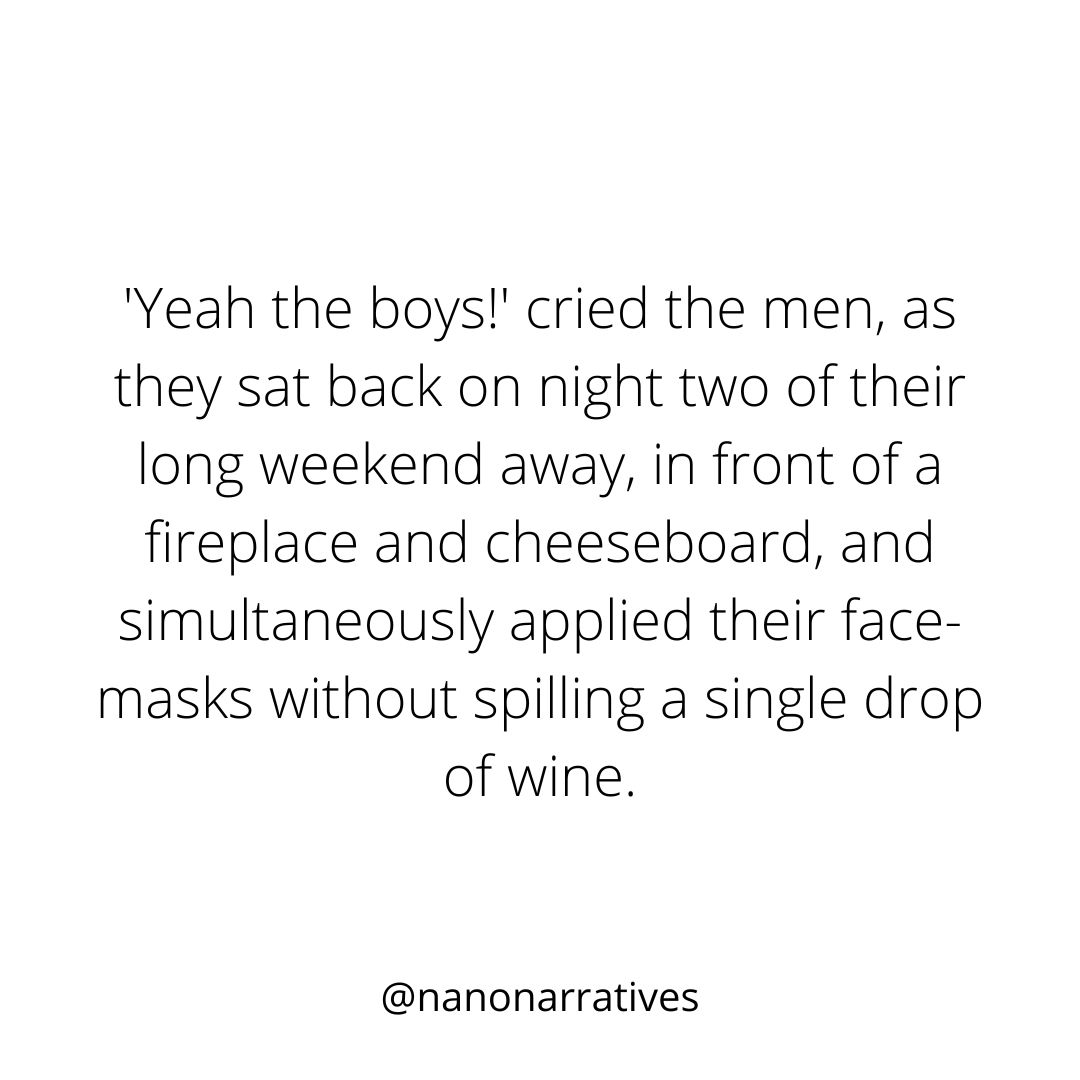 'Yeah the boys!' cried the men, as
they sat back on night two of their
long weekend away, in front of a
fireplace and cheeseboard, and
simultaneously applied their face-
masks without spilling a single drop
of wine.
@nanonarratives